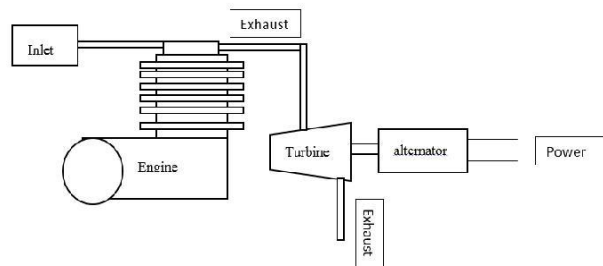 Exhaust
Inlet
Turbine
alternator
Power
Engine
Exhaust